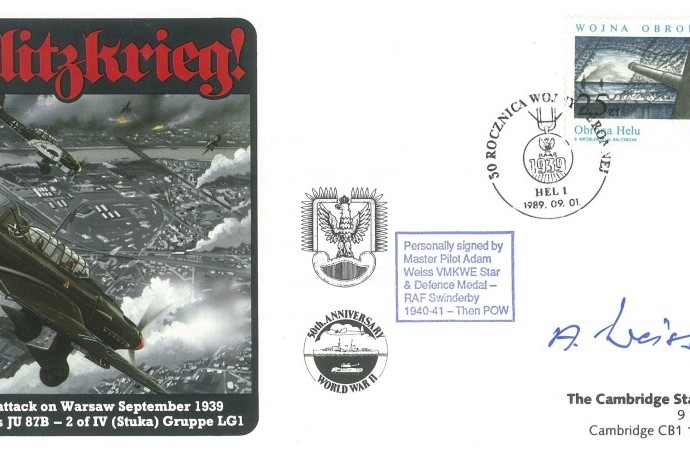 litzkrieg!
attack on Warsaw September 1939
s JU 87B – 2 of IV (Stuka) Gruppe LG1
50th ANNIVERSARY
WORLD WAR II
Personally signed by
Master Pilot Adam
Weiss VMKWE Star
& Defence Medal –
RAF Swinderby
1940-41 – Then POW
50 ROCZNICA WOJNY OBRONNEJ
1939
HEL 1
1989. 09. 01.
WOJNA OBRO
25 zł
Obrona Helu
A. Weiss
The Cambridge Sta
9
Cambridge CB1 1